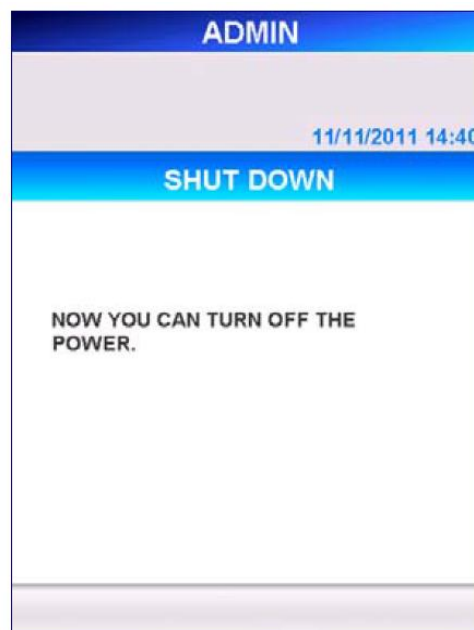 ADMIN
11/11/2011 14:40
SHUT DOWN
NOW YOU CAN TURN OFF THE
POWER.